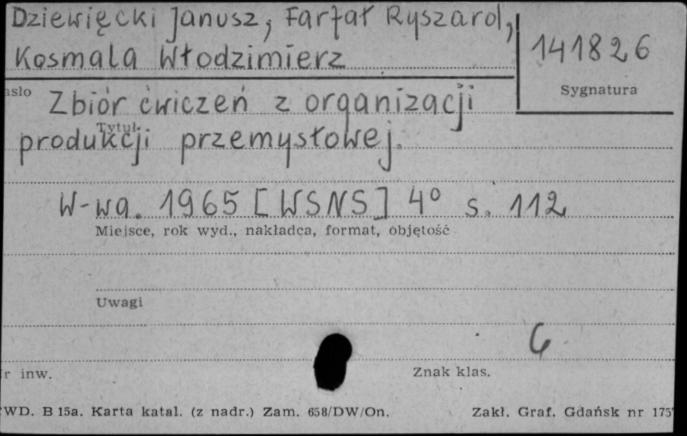 Dziewięcki Janusz, Farfał Ryszard,
Kosmala Włodzimierz
141826
Sygnatura
asło
Zbiór ćwiczeń z organizacji
Tytuł
produkcji przemysłowej.
W-wa. 1965 [WSNS] 4° s. 112
Miejsce, rok wyd., nakładca, format, objętość
Uwagi
6
r inw.
Znak klas.
WD. B 15a. Karta katal. (z nadr.) Zam. 658/DW/On.
Zakł. Graf. Gdańsk nr 175